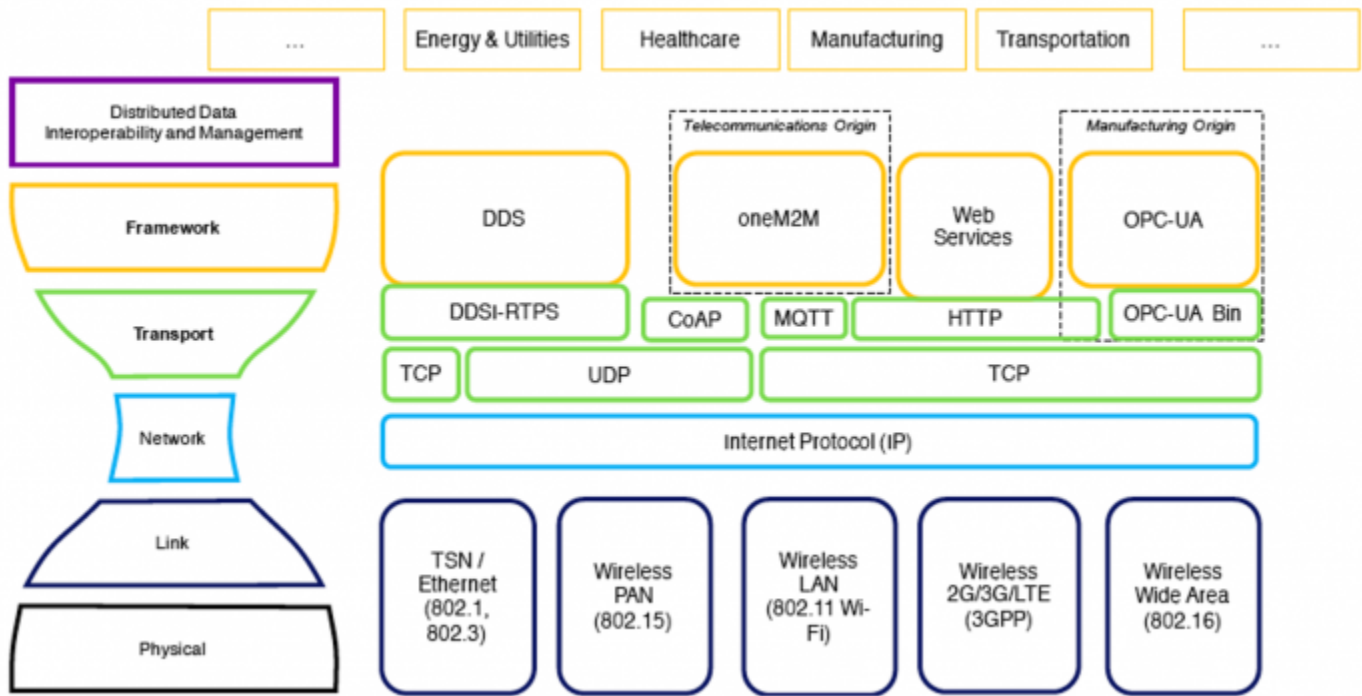 ...
Energy & Utilities
Healthcare
Manufacturing
Transportation
...
Distributed Data
Interoperability and Management
Telecommunications Origin
Manufacturing Origin
Framework
DDS
oneM2M
Web
Services
OPC-UA
Transport
DDSI-RTPS
CoAP
MQTT
HTTP
OPC-UA Bin
TCP
UDP
TCP
Network
Internet Protocol (IP)
Link
TSN /
Ethernet
(802.1,
802.3)
Wireless
PAN
(802.15)
Wireless
LAN
(802.11 Wi-
Fi)
Wireless
2G/3G/LTE
(3GPP)
Wireless
Wide Area
(802.16)
Physical